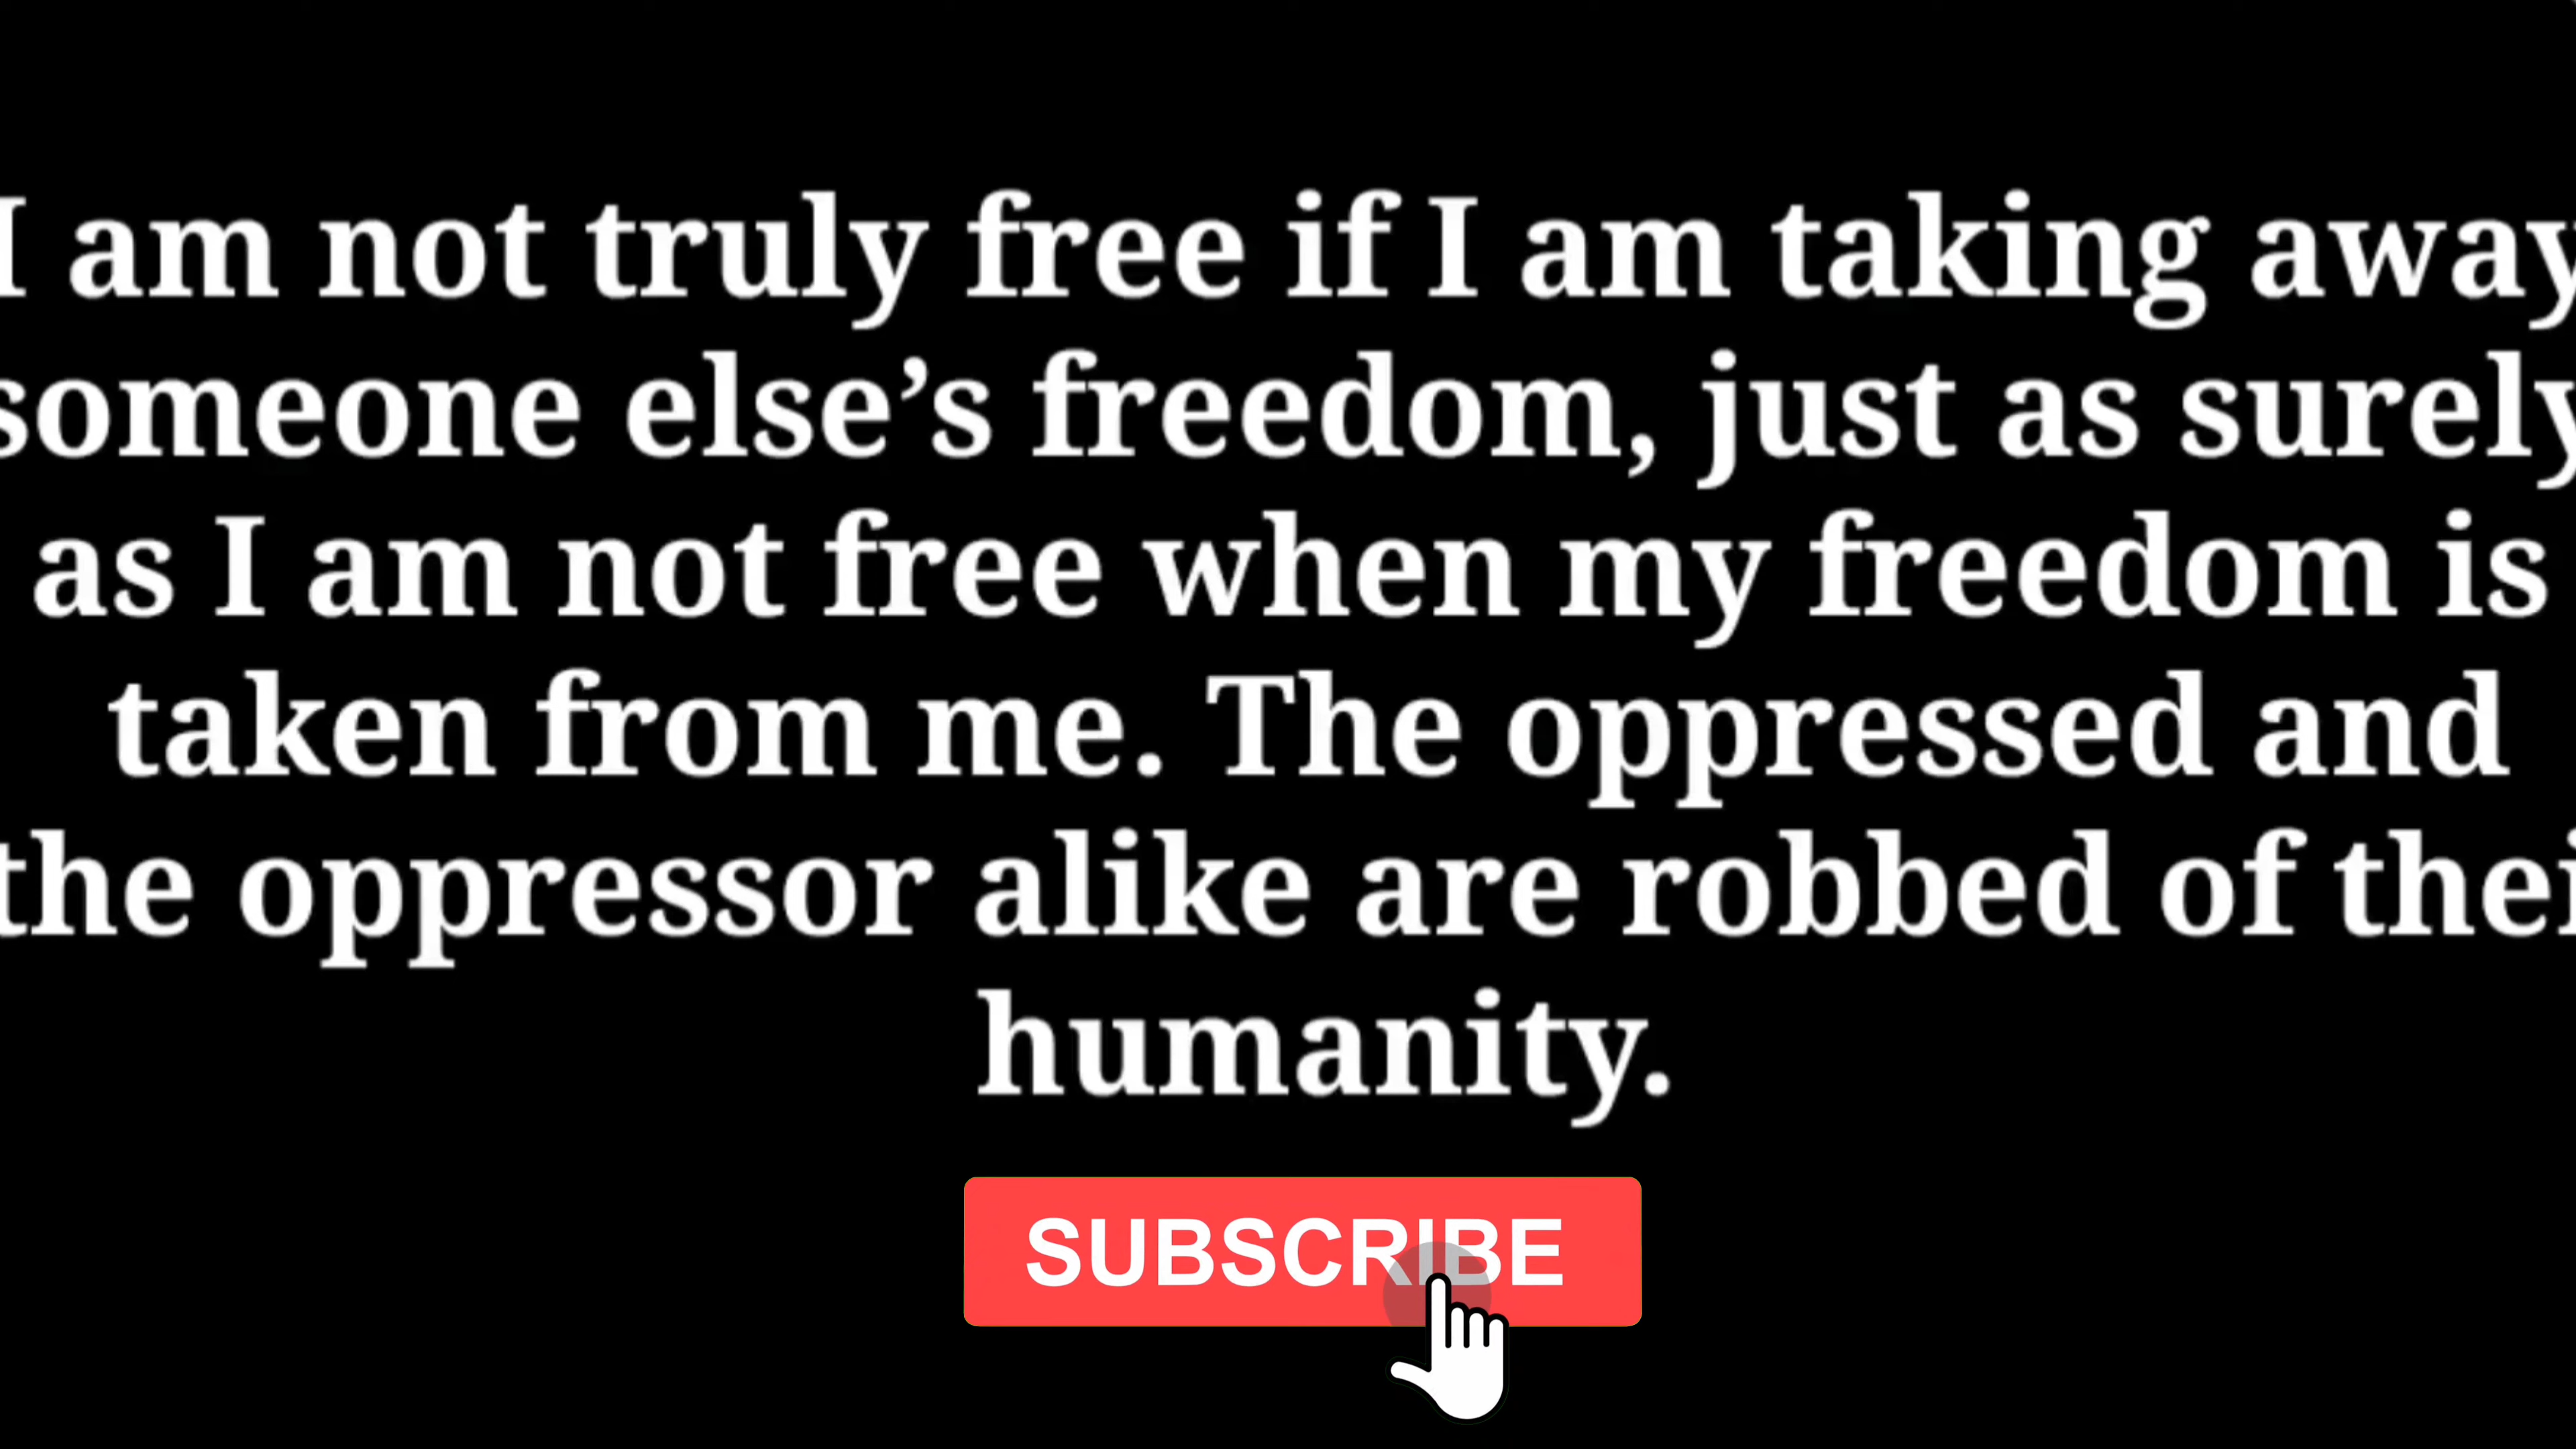 I am not truly free if I am taking away
someone else’s freedom, just as surely
as I am not free when my freedom is
taken from me. The oppressed and
the oppressor alike are robbed of thei
humanity.
SUBSCRIBE